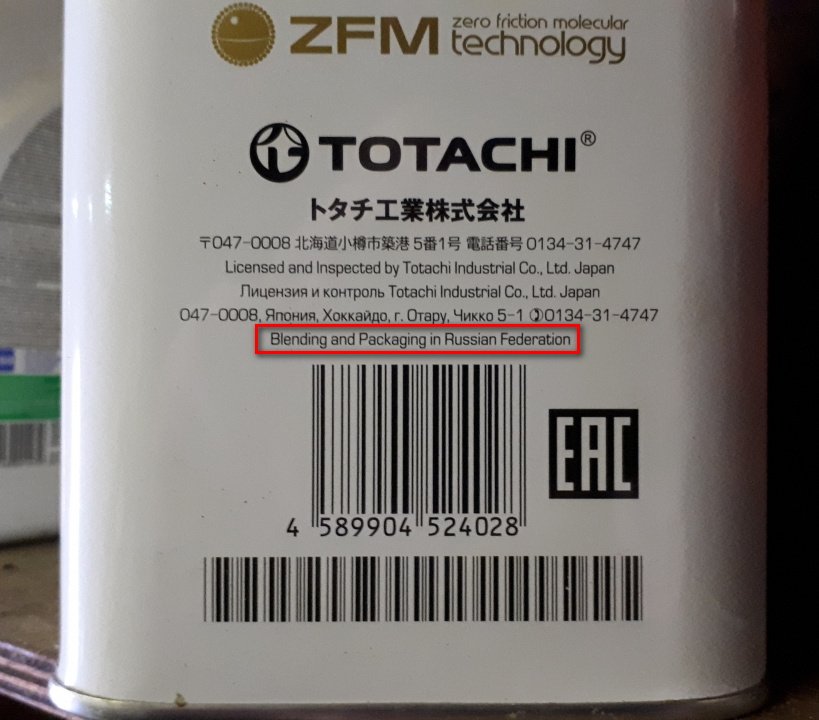 ZFM zero friction molecular
technology
TOTACHI®
トタチ工業株式会社
〒047-0008 北海道小樽市築港 5番1号 電話番号 0134-31-4747
Licensed and Inspected by Totachi Industrial Co., Ltd. Japan
Лицензия и контроль Totachi Industrial Co., Ltd. Japan
047-0008, Япония, Хоккайдо, г. Отару, Чикко 5-1 ✆0134-31-4747
Blending and Packaging in Russian Federation
EAC
4 589904 524028